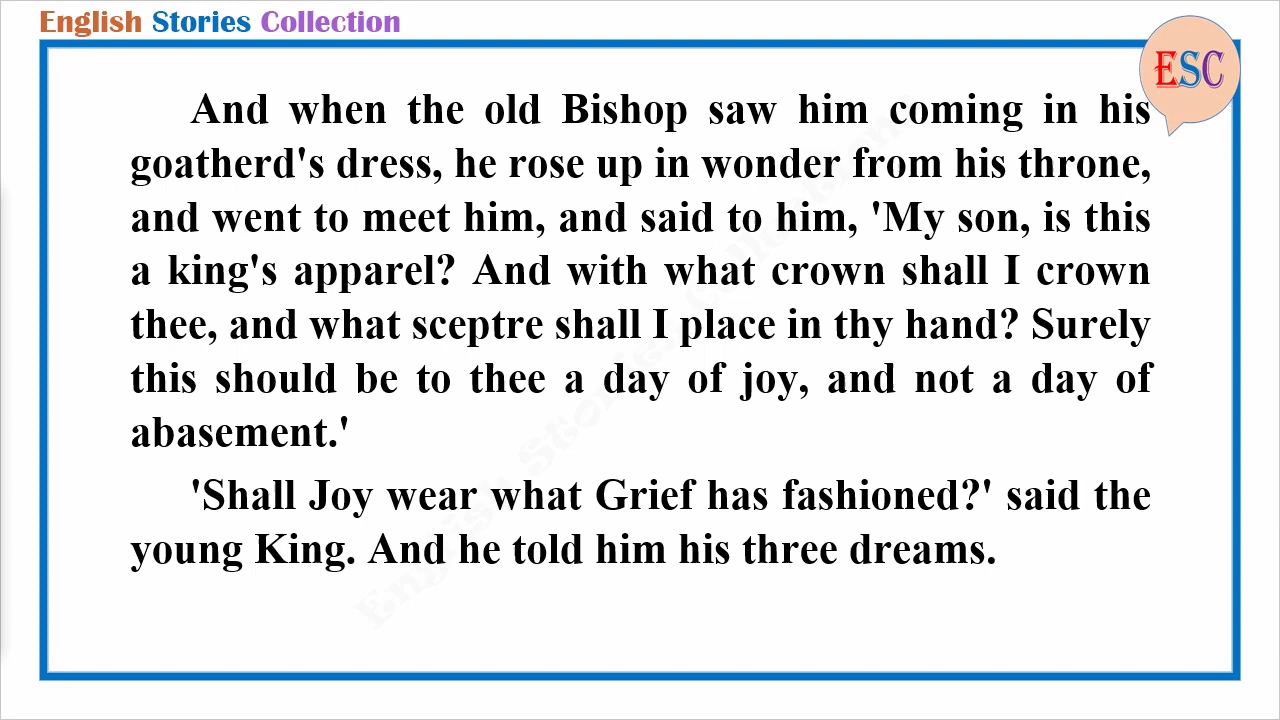 English Stories Collection
ESC
And when the old Bishop saw him coming in his
goatherd's dress, he rose up in wonder from his throne,
and went to meet him, and said to him, 'My son, is this
a king's apparel? And with what crown shall I crown
thee, and what sceptre shall I place in thy hand? Surely
this should be to thee a day of joy, and not a day of
abasement.'
'Shall Joy wear what Grief has fashioned?' said the
young King. And he told him his three dreams.
English Stories Collection